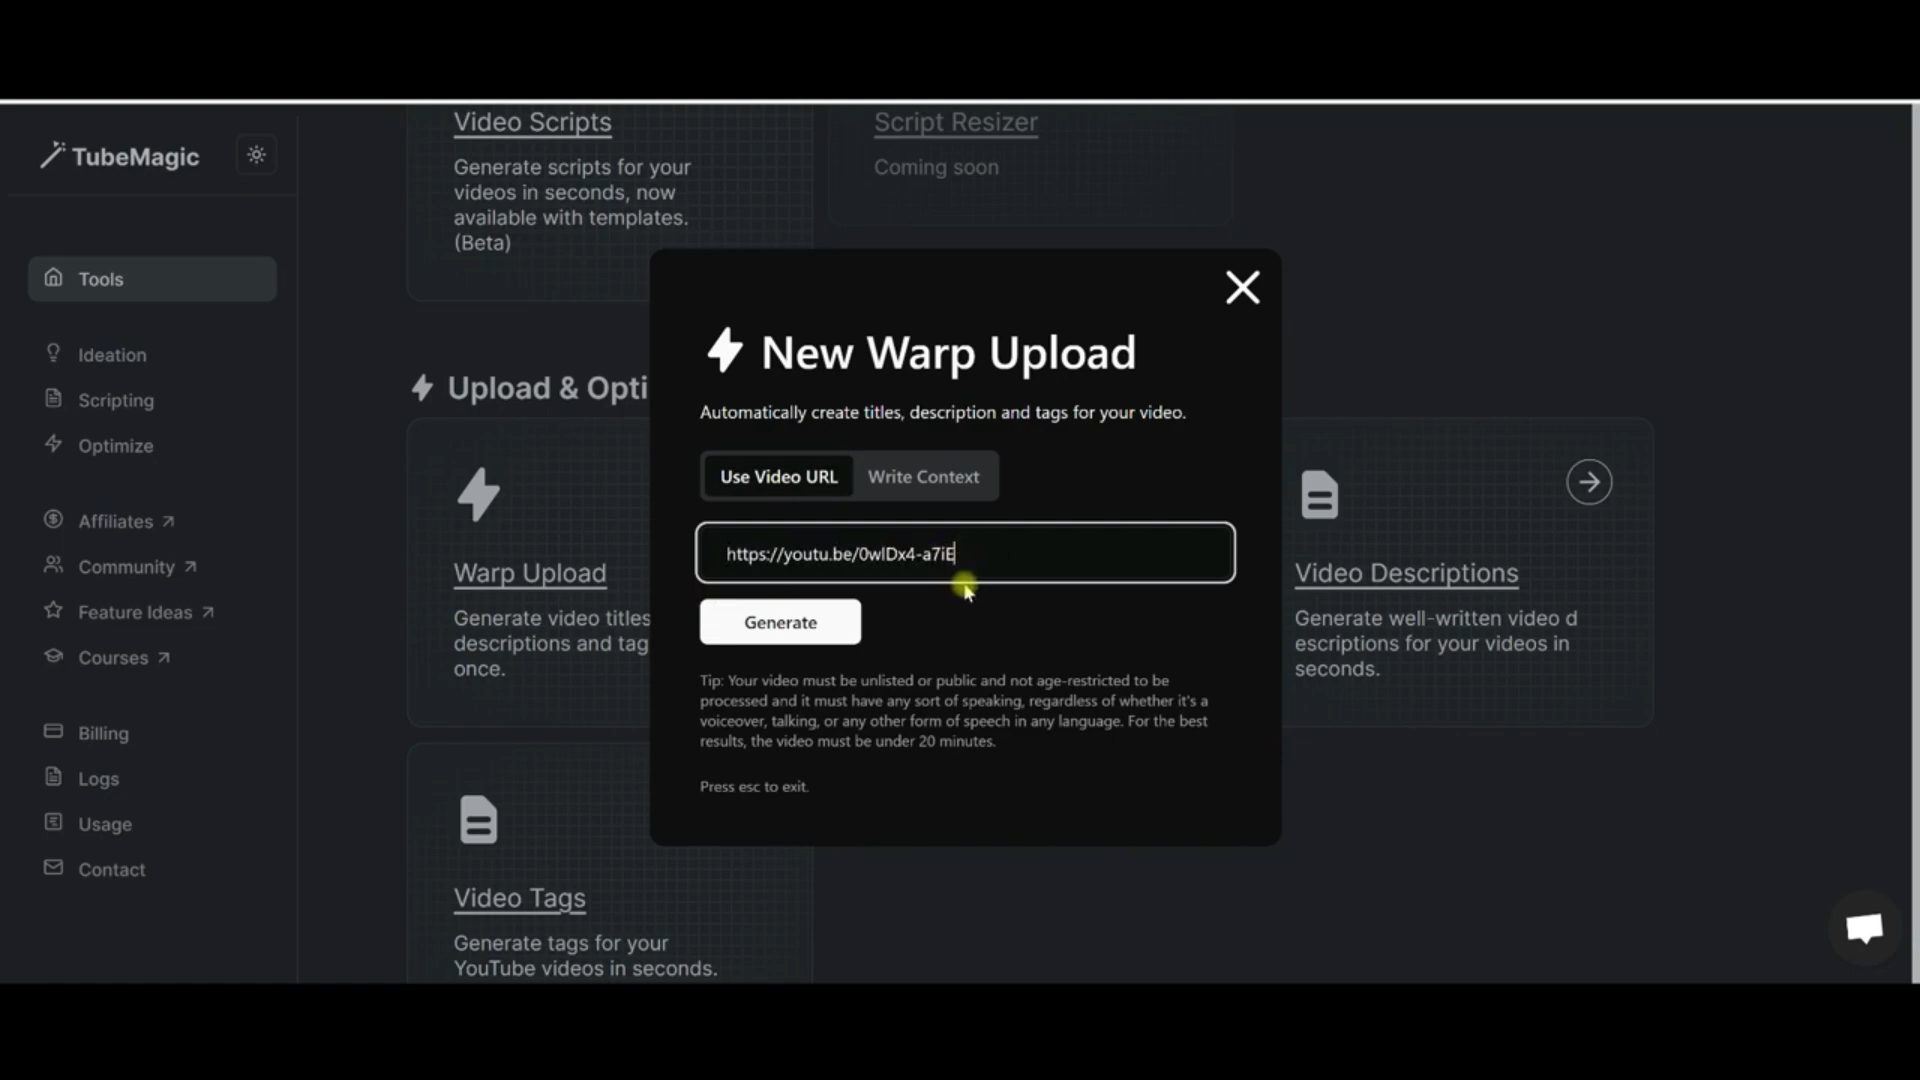 TubeMagic
Tools
Ideation
Scripting
Optimize
Affiliates
Community
Feature Ideas
Courses
Billing
Logs
Usage
Contact
Video Scripts
Generate scripts for your
videos in seconds, now
available with templates.
(Beta)
Script Resizer
Coming soon
Upload & Opti
Warp Upload
Generate video titles
descriptions and tag
once.
New Warp Upload
Automatically create titles, description and tags for your video.
Use Video URL
Write Context
https://youtu.be/0wlDx4-a7iE
Generate
Tip: Your video must be unlisted or public and not age-restricted to be
processed and it must have any sort of speaking, regardless of whether it's a
voiceover, talking, or any other form of speech in any language. For the best
results, the video must be under 20 minutes.
Press esc to exit.
Video Descriptions
Generate well-written video d
escriptions for your videos in
seconds.
Video Tags
Generate tags for your
YouTube videos in seconds.